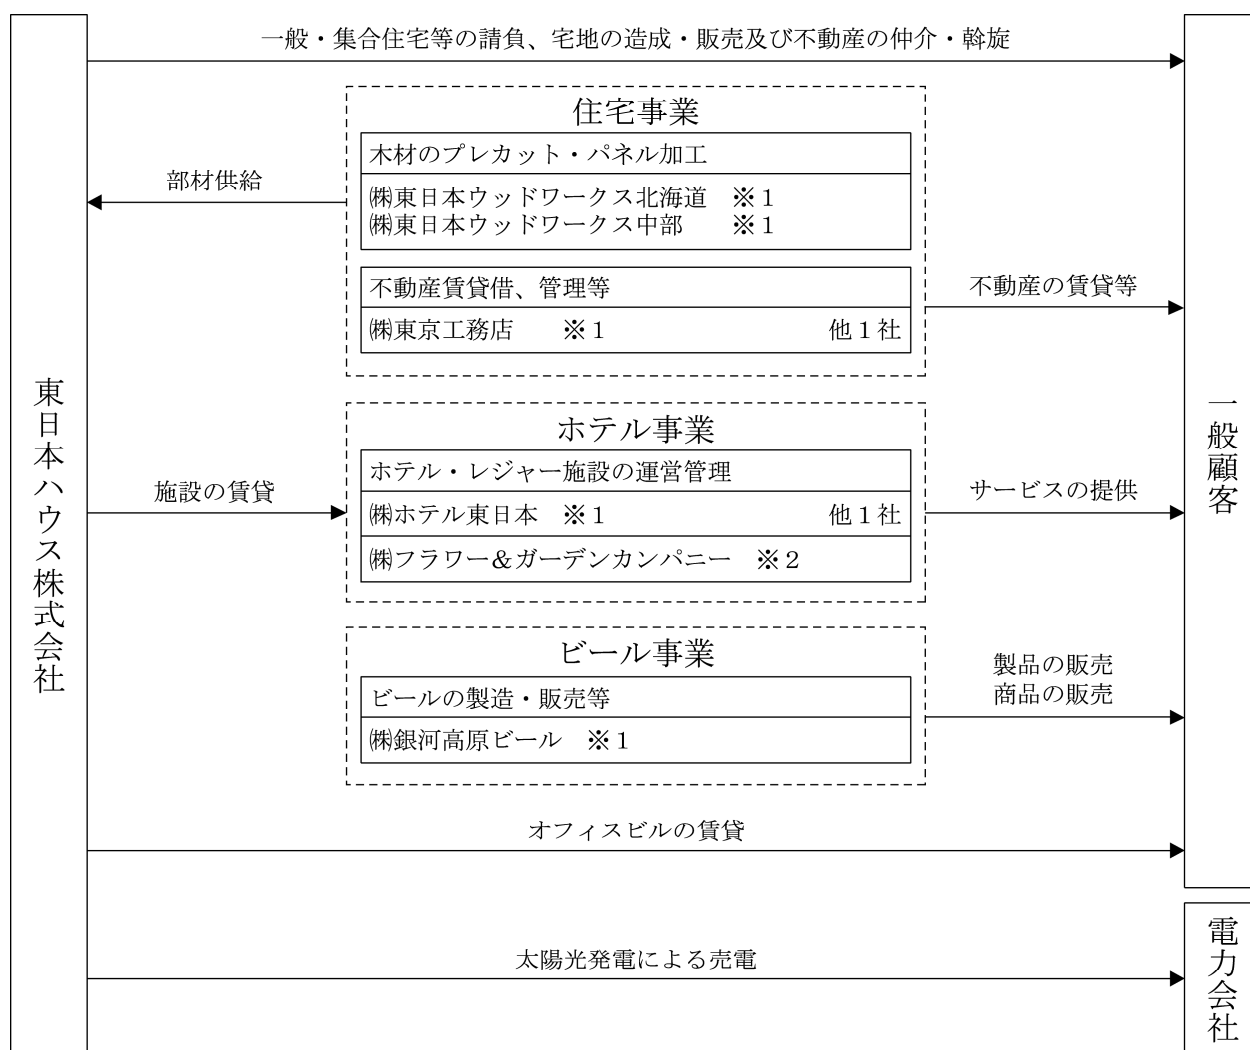 一般・集合住宅等の請負、宅地の造成・販売及び不動産の仲介・斡旋
住宅事業
木材のプレカット・パネル加工
部材供給
㈱東日本ウッドワークス北海道 ※1
㈱東日本ウッドワークス中部 ※1
不動産賃貸借、管理等
不動産の賃貸等
㈱東京工務店 ※1 他1社
東日本ハウス株式会社
一般顧客
ホテル事業
ホテル・レジャー施設の運営管理
施設の賃貸
サービスの提供
㈱ホテル東日本 ※1 他1社
㈱フラワー&ガーデンカンパニー ※2
ビール事業
ビールの製造・販売等
製品の販売
商品の販売
㈱銀河高原ビール ※1
オフィスビルの賃貸
太陽光発電による売電
電力会社